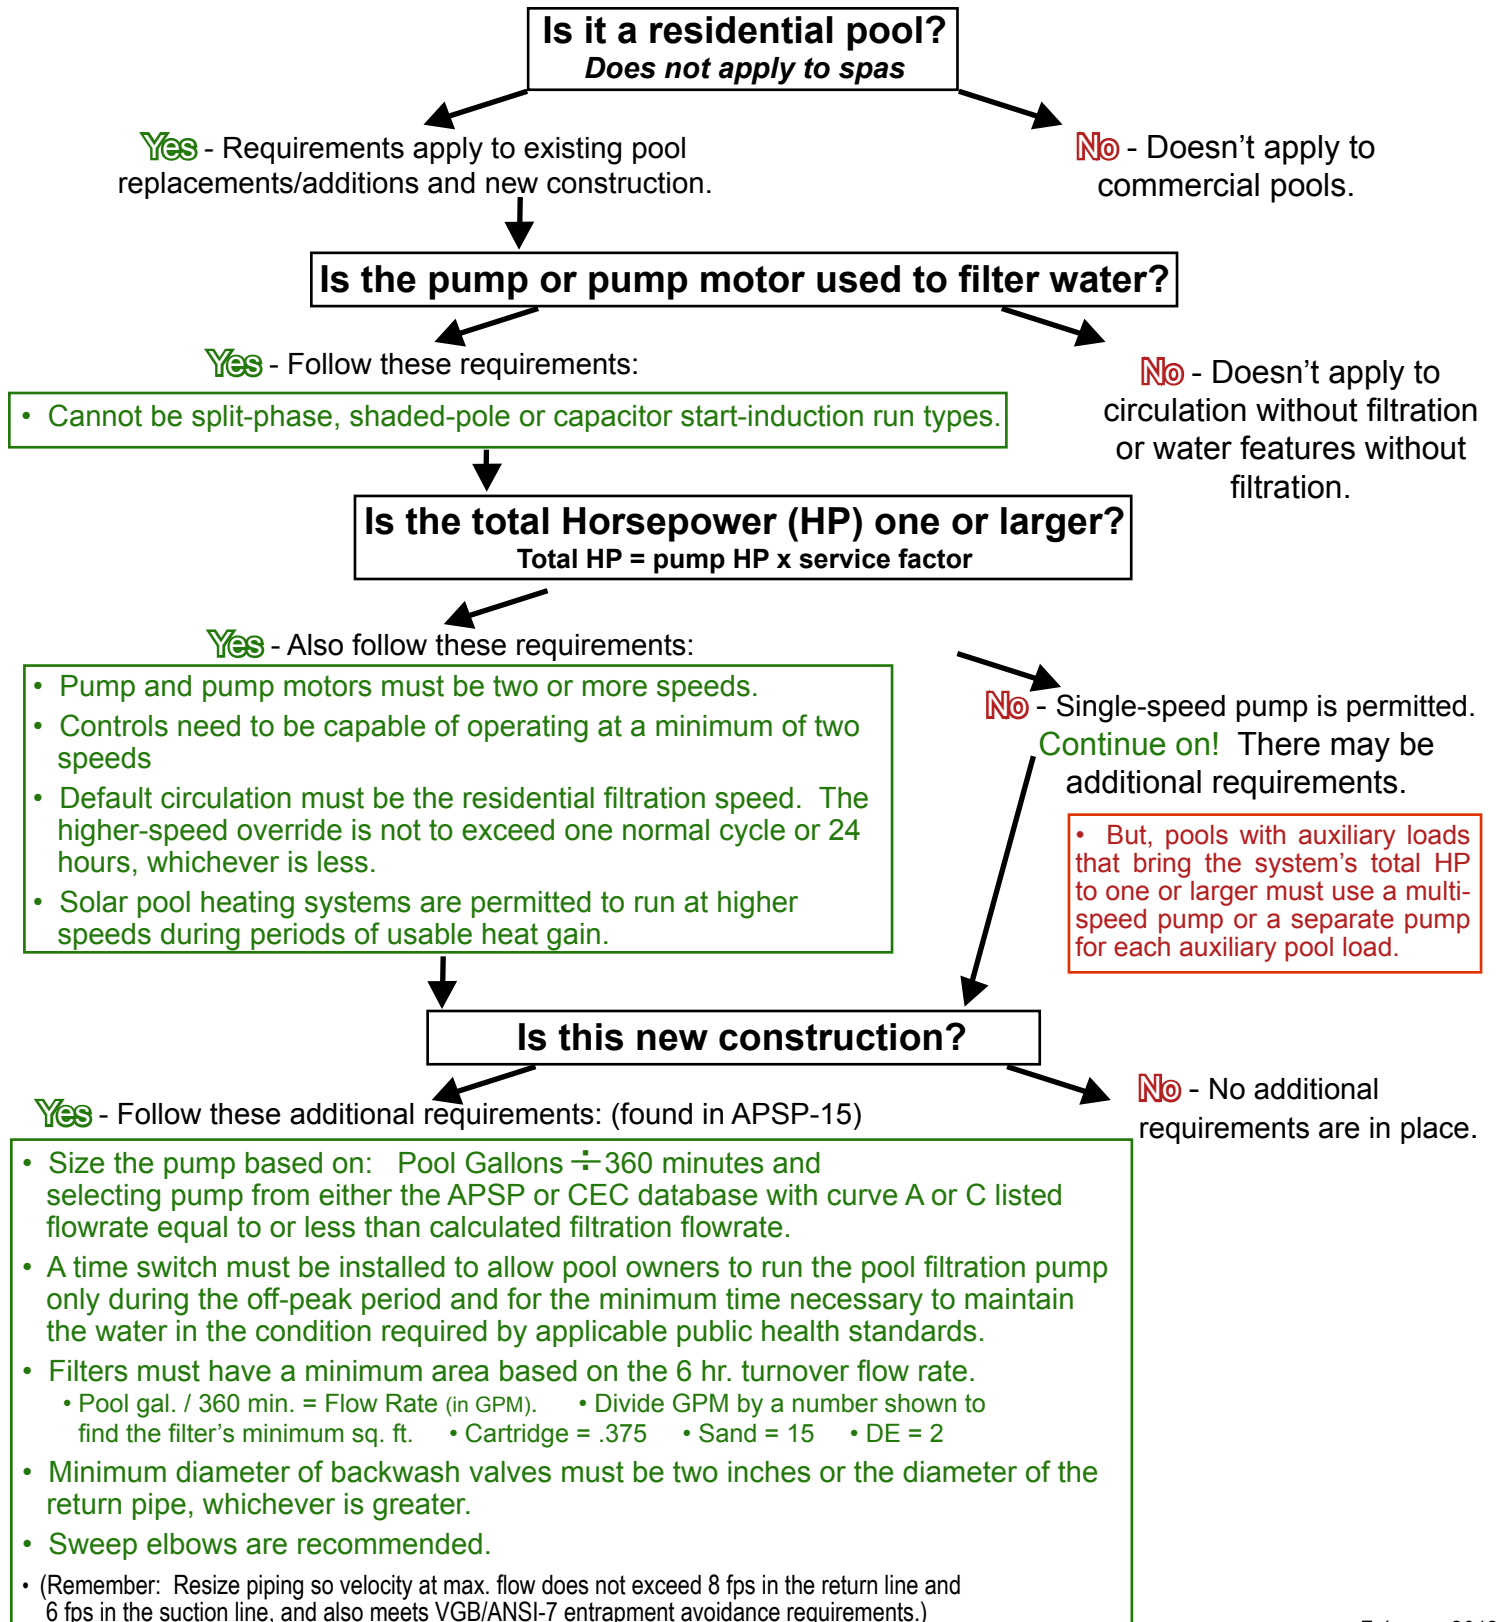 Is it a residential pool?
Does not apply to spas
Yes - Requirements apply to existing pool
replacements/additions and new construction.
No - Doesn't apply to
commercial pools.
Is the pump or pump motor used to filter water?
Yes - Follow these requirements:
• Cannot be split-phase, shaded-pole or capacitor start-induction run types.
No - Doesn't apply to
circulation without filtration
or water features without
filtration.
Is the total Horsepower (HP) one or larger?
Total HP = pump HP x service factor
Yes - Also follow these requirements:
• Pump and pump motors must be two or more speeds.
• Controls need to be capable of operating at a minimum of two
speeds
• Default circulation must be the residential filtration speed. The
higher-speed override is not to exceed one normal cycle or 24
hours, whichever is less.
• Solar pool heating systems are permitted to run at higher
speeds during periods of usable heat gain.
No - Single-speed pump is permitted.
Continue on! There may be
additional requirements.
• But, pools with auxiliary loads
that bring the system's total HP
to one or larger must use a multi-
speed pump or a separate pump
for each auxiliary pool load.
Is this new construction?
Yes - Follow these additional requirements: (found in APSP-15)
No - No additional
requirements are in place.
• Size the pump based on: Pool Gallons ÷ 360 minutes and
selecting pump from either the APSP or CEC database with curve A or C listed
flowrate equal to or less than calculated filtration flowrate.
• A time switch must be installed to allow pool owners to run the pool filtration pump
only during the off-peak period and for the minimum time necessary to maintain
the water in the condition required by applicable public health standards.
• Filters must have a minimum area based on the 6 hr. turnover flow rate.
• Pool gal. / 360 min. = Flow Rate (in GPM). • Divide GPM by a number shown to
find the filter's minimum sq. ft. • Cartridge = .375 • Sand = 15 • DE = 2
• Minimum diameter of backwash valves must be two inches or the diameter of the
return pipe, whichever is greater.
• Sweep elbows are recommended.
• (Remember: Resize piping so velocity at max. flow does not exceed 8 fps in the return line and
6 fps in the suction line, and also meets VGB/ANSI-7 entrapment avoidance requirements.)